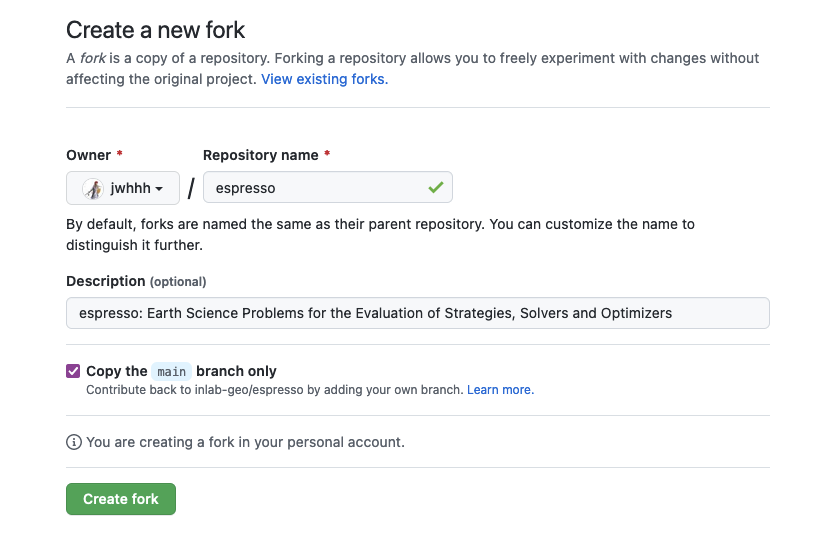 Create a new fork
A fork is a copy of a repository. Forking a repository allows you to freely experiment with changes without
affecting the original project. View existing forks.
Owner *
Repository name *
jwhhh / espresso
By default, forks are named the same as their parent repository. You can customize the name to
distinguish it further.
Description (optional)
espresso: Earth Science Problems for the Evaluation of Strategies, Solvers and Optimizers
Copy the main branch only
Contribute back to inlab-geo/espresso by adding your own branch. Learn more.
You are creating a fork in your personal account.
Create fork